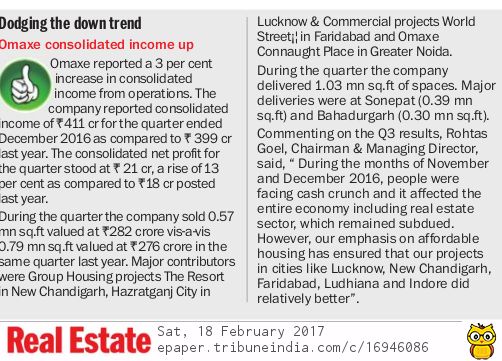 Dodging the down trend
Omaxe consolidated income up
Omaxe reported a 3 per cent
increase in consolidated
income from operations. The
company reported consolidated
income of ₹411 cr for the quarter ended
December 2016 as compared to ₹ 399 cr
last year. The consolidated net profit for
the quarter stood at ₹ 21 cr, a rise of 13
per cent as compared to ₹18 cr posted
last year.
During the quarter the company sold 0.57
mn sq.ft valued at ₹282 crore vis-a-vis
0.79 mn sq.ft valued at ₹276 crore in the
same quarter last year. Major contributors
were Group Housing projects The Resort
in New Chandigarh, Hazratganj City in
Lucknow & Commercial projects World
Street¡¦ in Faridabad and Omaxe
Connaught Place in Greater Noida.
During the quarter the company
delivered 1.03 mn sq.ft of spaces. Major
deliveries were at Sonepat (0.39 mn
sq.ft) and Bahadurgarh (0.30 mn sq.ft).
Commenting on the Q3 results, Rohtas
Goel, Chairman & Managing Director,
said, “ During the months of November
and December 2016, people were
facing cash crunch and it affected the
entire economy including real estate
sector, which remained subdued.
However, our emphasis on affordable
housing has ensured that our projects
in cities like Lucknow, New Chandigarh,
Faridabad, Ludhiana and Indore did
relatively better”.
Real Estate
Sat, 18 February 2017
epaper.tribuneindia.com/c/16946086